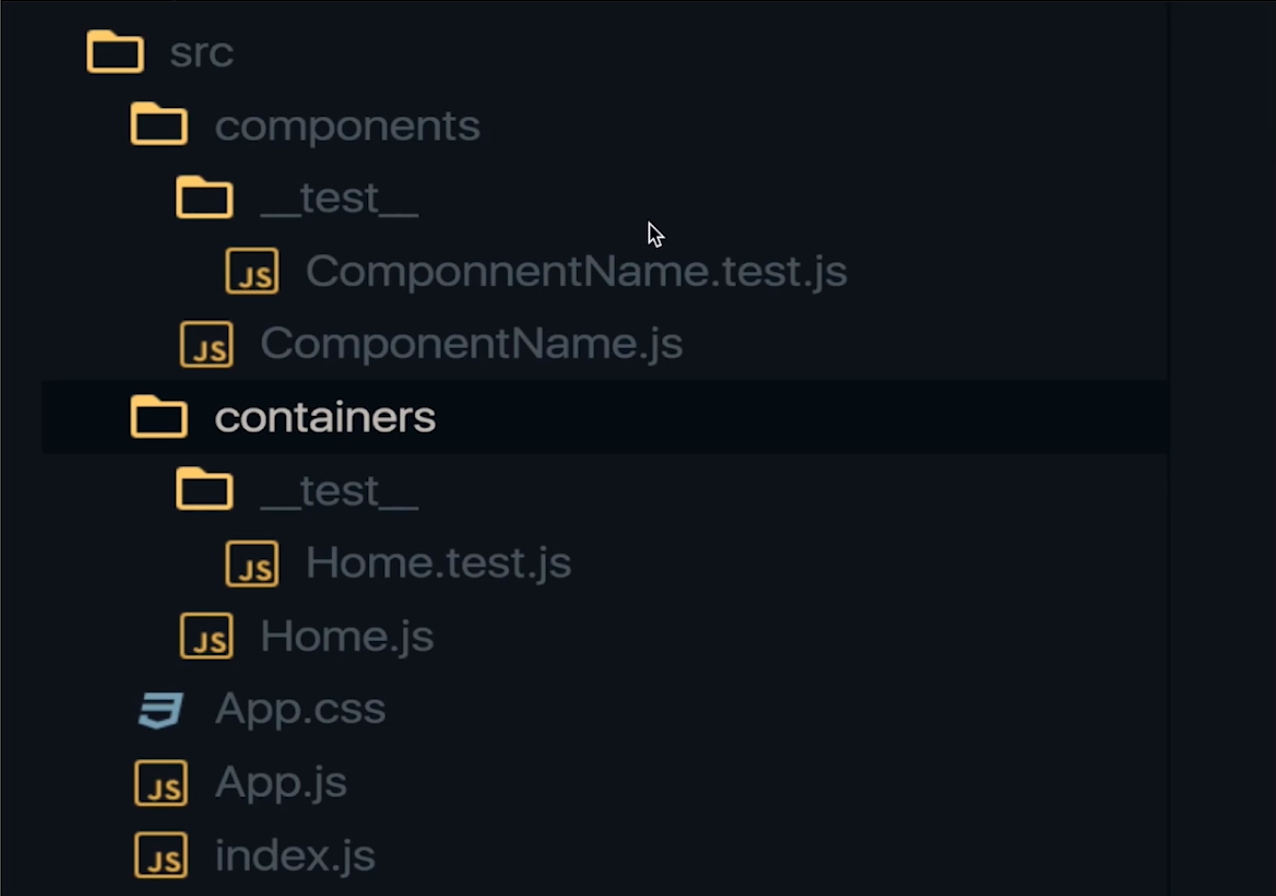 src
components
__test__
JS ComponnentName.test.js
JS ComponentName.js
containers
__test__
JS Home.test.js
JS Home.js
App.css
JS App.js
JS index.js